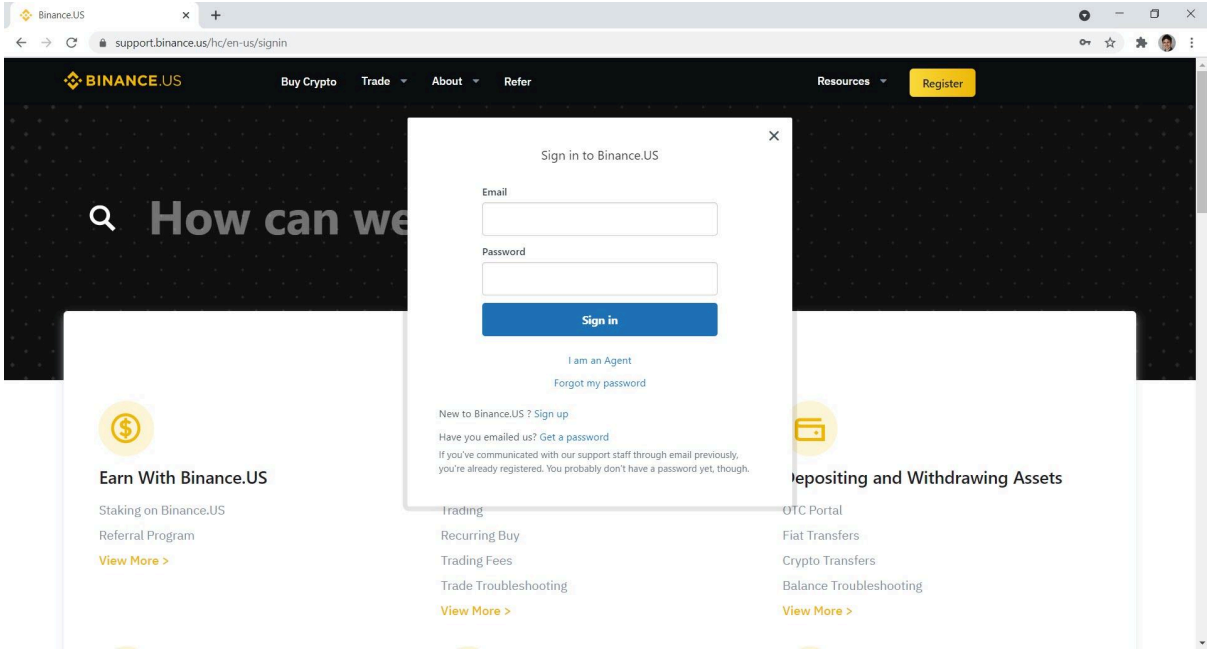 Binance.US
support.binance.us/hc/en-us/signin
BINANCE.US
Buy Crypto Trade About Refer Resources Register
How can we
Sign in to Binance.US
Email
Password
Sign in
I am an Agent
Forgot my password
New to Binance.US ? Sign up
Have you emailed us? Get a password
If you've communicated with our support staff through email previously,
you're already registered. You probably don't have a password yet, though.
Earn With Binance.US
Staking on Binance.US
Referral Program
View More >
Trading
Recurring Buy
Trading Fees
Trade Troubleshooting
View More >
Depositing and Withdrawing Assets
OTC Portal
Fiat Transfers
Crypto Transfers
Balance Troubleshooting
View More >